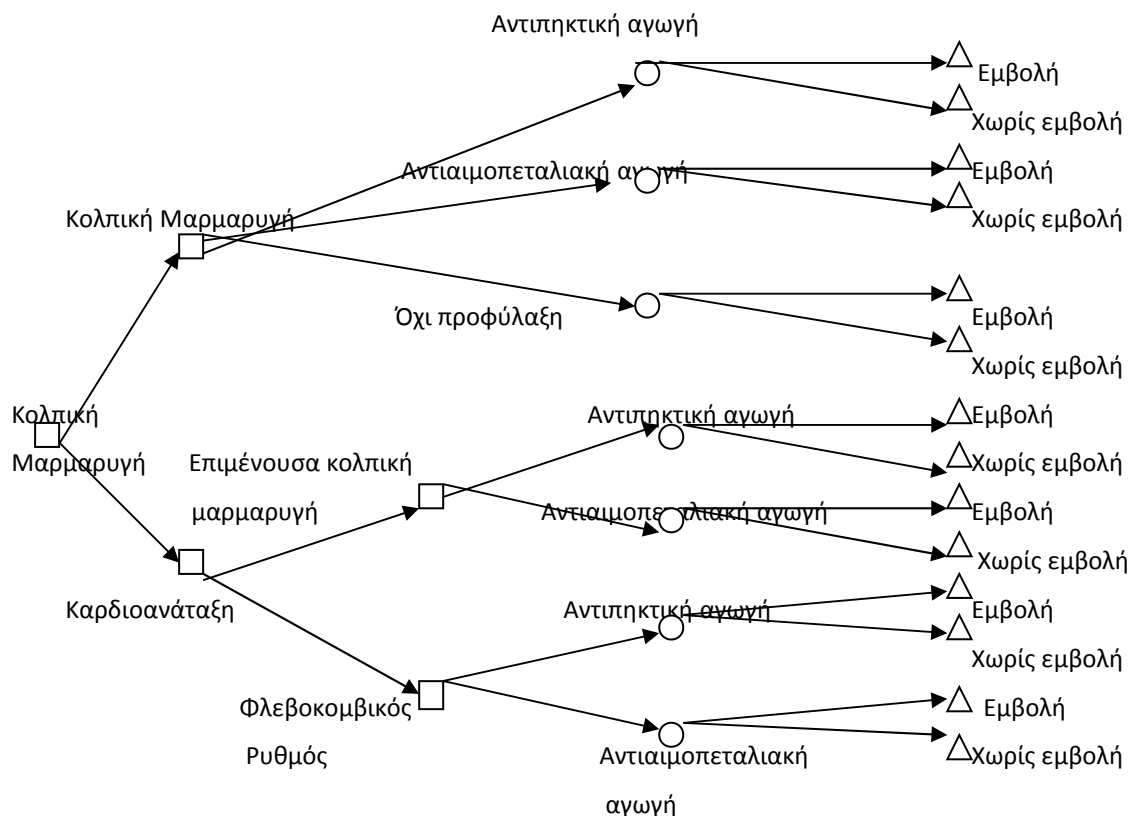 Αντιπηκτική αγωγή
Εμβολή
Χωρίς εμβολή
Αντιαιμοπεταλιακή αγωγή
Εμβολή
Χωρίς εμβολή
Κολπική Μαρμαρυγή
Όχι προφύλαξη
Εμβολή
Χωρίς εμβολή
Κολπική
Μαρμαρυγή
Επιμένουσα κολπική
μαρμαρυγή
Αντιπηκτική αγωγή
Εμβολή
Χωρίς εμβολή
Αντιαιμοπεταλιακή αγωγή
Εμβολή
Χωρίς εμβολή
Καρδιοανάταξη
Αντιπηκτική αγωγή
Εμβολή
Χωρίς εμβολή
Φλεβοκομβικός
Ρυθμός
Αντιαιμοπεταλιακή
αγωγή
Εμβολή
Χωρίς εμβολή